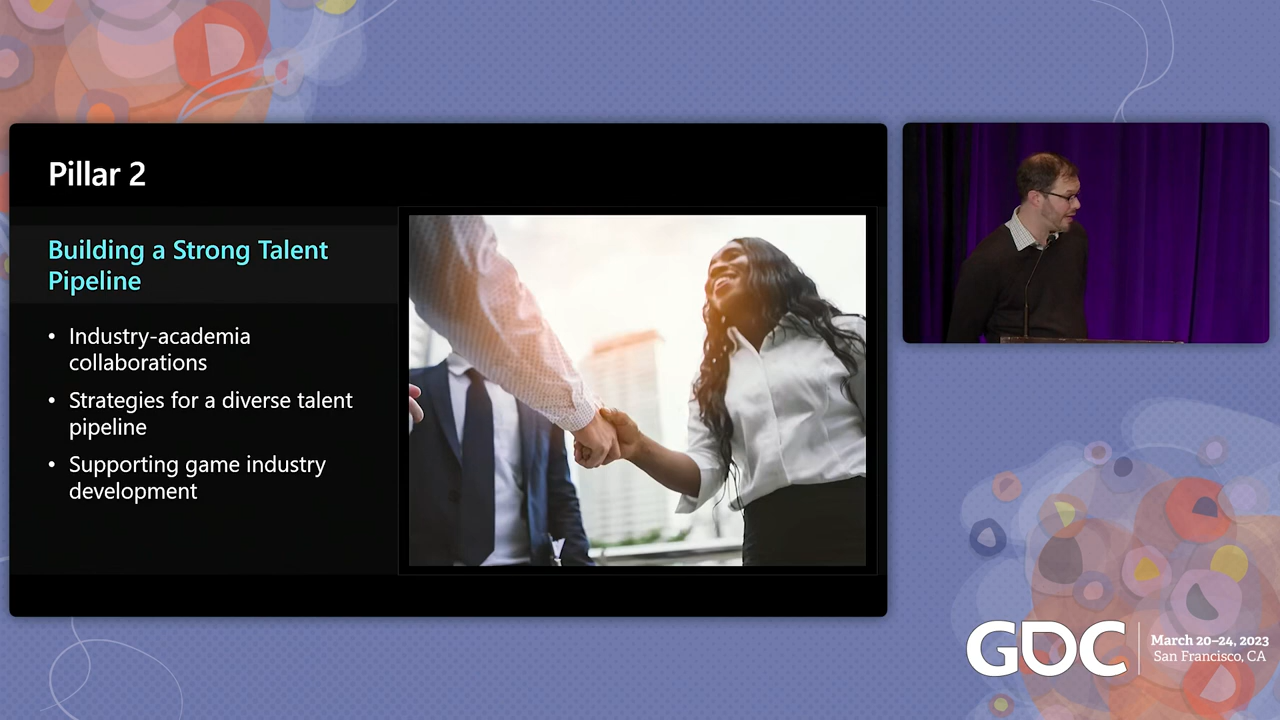 Pillar 2
Building a Strong Talent
Pipeline
• Industry-academia
collaborations
• Strategies for a diverse talent
pipeline
• Supporting game industry
development
GDC
March 20–24, 2023
San Francisco, CA